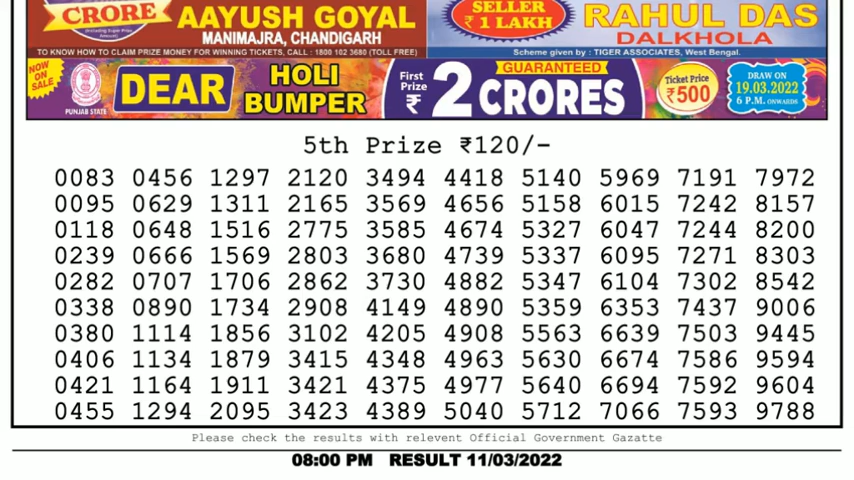 CRORE
(Including Super Prize Amount)
AAYUSH GOYAL
MANIMAJRA, CHANDIGARH
TO KNOW HOW TO CLAIM PRIZE MONEY FOR WINNING TICKETS, CALL : 1800 102 3680 (TOLL FREE)
SELLER
₹ 1 LAKH
RAHUL DAS
DALKHOLA
Scheme given by : TIGER ASSOCIATES, West Bengal.
NOW ON SALE
PUNJAB STATE
DEAR
HOLI BUMPER
First Prize ₹
2 CRORES
GUARANTEED
Ticket Price
₹500
DRAW ON
19.03.2022
6 P.M. ONWARDS
5th Prize ₹120/-
0083 0456 1297 2120 3494 4418 5140 5969 7191 7972
0095 0629 1311 2165 3569 4656 5158 6015 7242 8157
0118 0648 1516 2775 3585 4674 5327 6047 7244 8200
0239 0666 1569 2803 3680 4739 5337 6095 7271 8303
0282 0707 1706 2862 3730 4882 5347 6104 7302 8542
0338 0890 1734 2908 4149 4890 5359 6353 7437 9006
0380 1114 1856 3102 4205 4908 5563 6639 7503 9445
0406 1134 1879 3415 4348 4963 5630 6674 7586 9594
0421 1164 1911 3421 4375 4977 5640 6694 7592 9604
0455 1294 2095 3423 4389 5040 5712 7066 7593 9788
Please check the results with relevent Official Government Gazatte
08:00 PM RESULT 11/03/2022